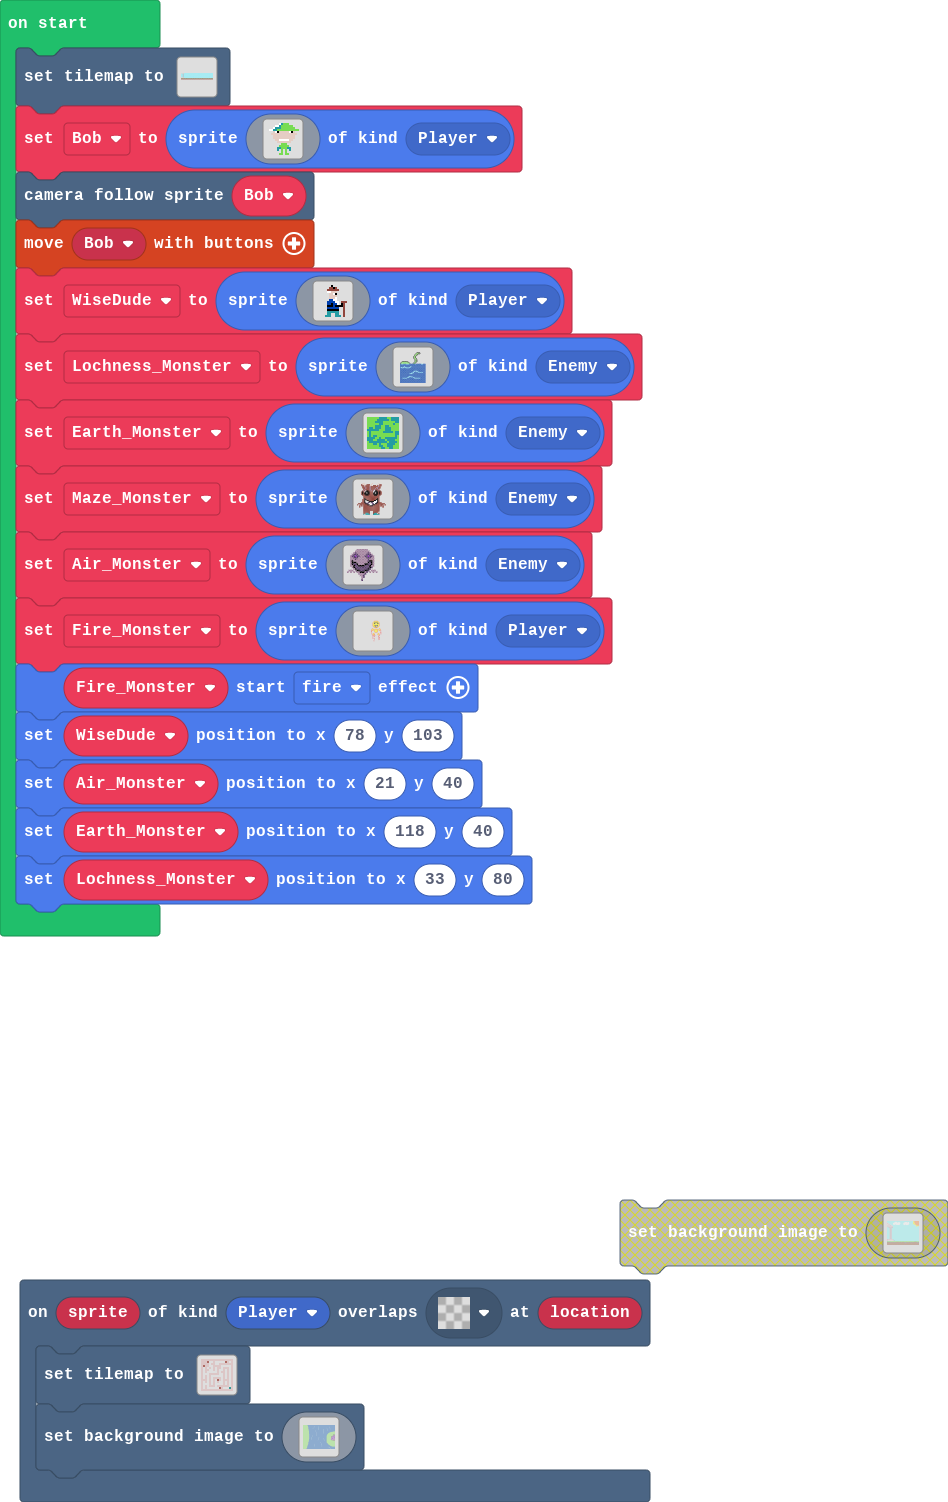 on start
set tilemap to
set Bob to sprite of kind Player
camera follow sprite Bob
move Bob with buttons
set WiseDude to sprite of kind Player
set Lochness_Monster to sprite of kind Enemy
set Earth_Monster to sprite of kind Enemy
set Maze_Monster to sprite of kind Enemy
set Air_Monster to sprite of kind Enemy
set Fire_Monster to sprite of kind Player
Fire_Monster start fire effect
set WiseDude position to x 78 y 103
set Air_Monster position to x 21 y 40
set Earth_Monster position to x 118 y 40
set Lochness_Monster position to x 33 y 80
set background image to
on sprite of kind Player overlaps at location
set tilemap to
set background image to